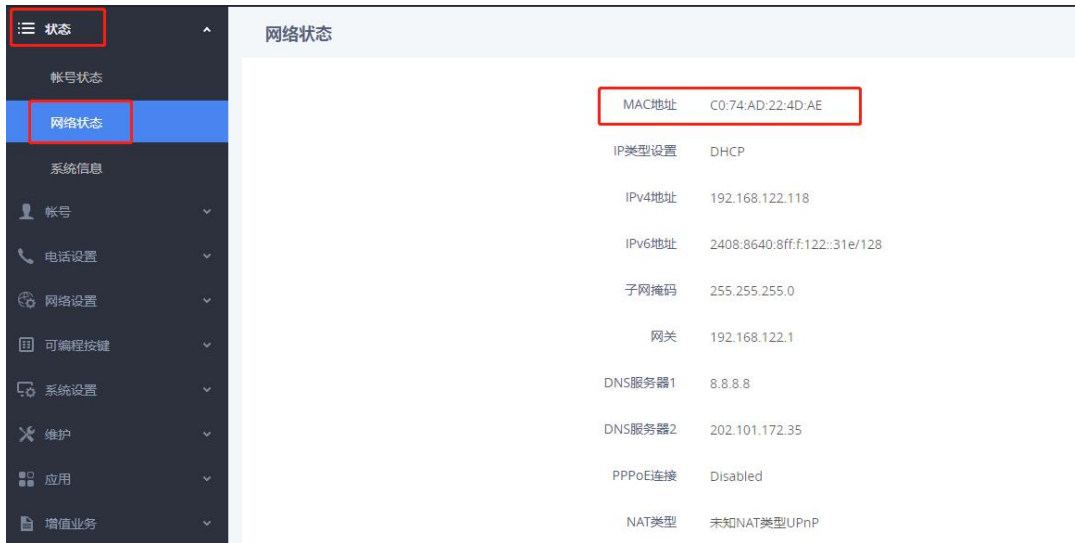 状态
帐号状态
网络状态
系统信息
帐号
电话设置
网络设置
可编程按键
系统设置
维护
应用
增值业务
网络状态
MAC地址 C0:74:AD:22:4D:AE
IP类型设置 DHCP
IPv4地址 192.168.122.118
IPv6地址 2408:8640:8ff:f:122::31e/128
子网掩码 255.255.255.0
网关 192.168.122.1
DNS服务器1 8.8.8.8
DNS服务器2 202.101.172.35
PPPoE连接 Disabled
NAT类型 未知NAT类型UPnP